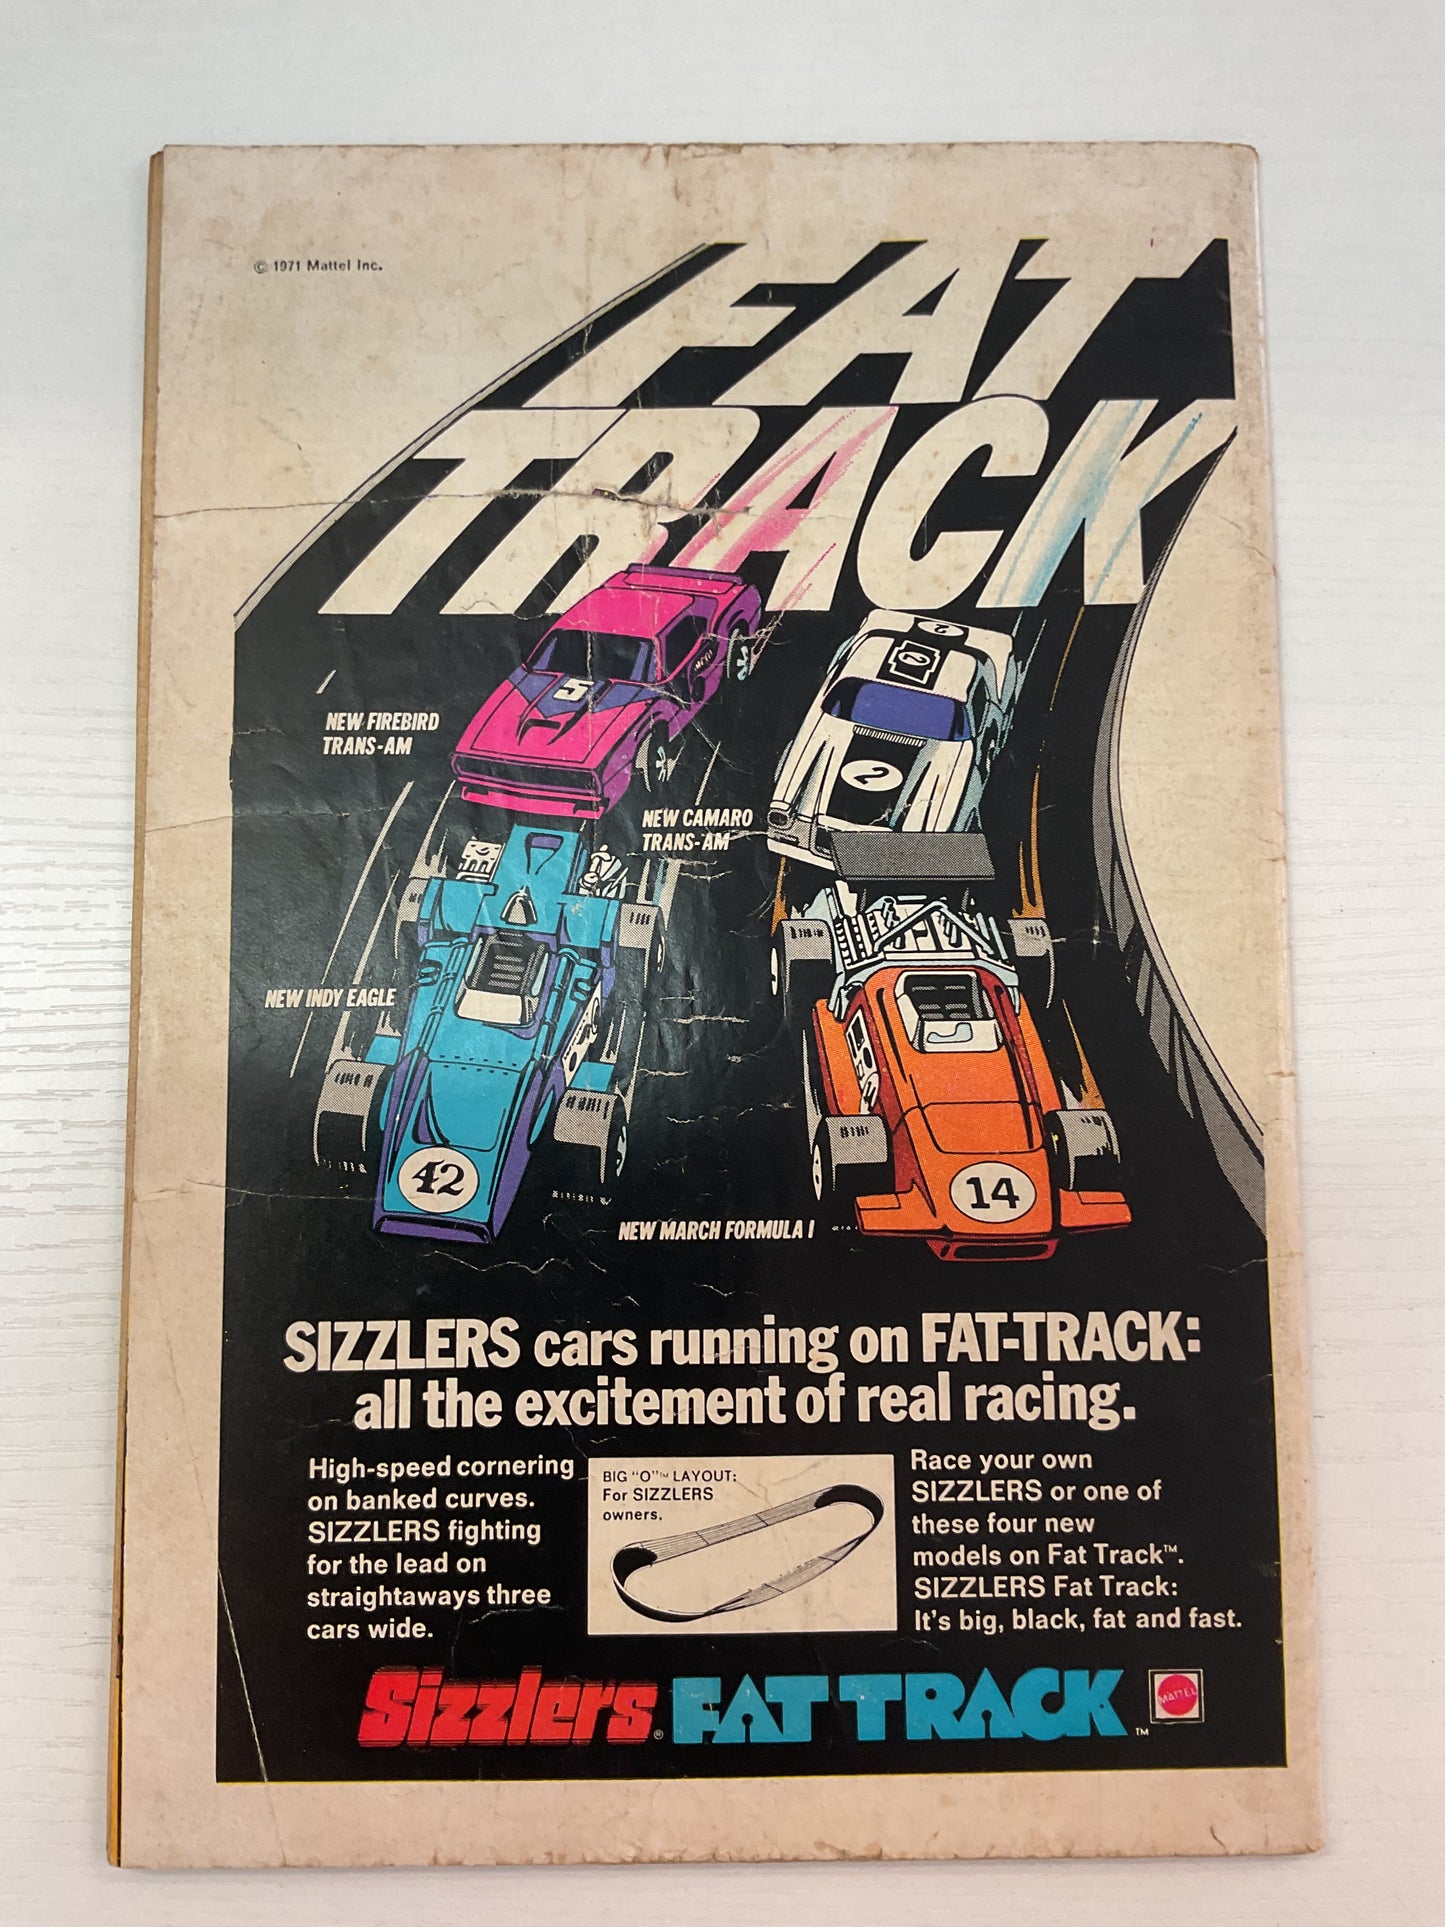 © 1971 Mattel Inc.
FAT
TRACK
5
2
2
2
NEW FIREBIRD
TRANS-AM
NEW CAMARO
TRANS-AM
NEW INDY EAGLE
42
14
NEW MARCH FORMULA I
SIZZLERS cars running on FAT-TRACK:
all the excitement of real racing.
High-speed cornering
on banked curves.
SIZZLERS fighting
for the lead on
straightaways three
cars wide.
BIG "O"™ LAYOUT:
For SIZZLERS
owners.
Race your own
SIZZLERS or one of
these four new
models on Fat Track™.
SIZZLERS Fat Track:
It's big, black, fat and fast.
Sizzlers® FAT TRACK™
MATTEL